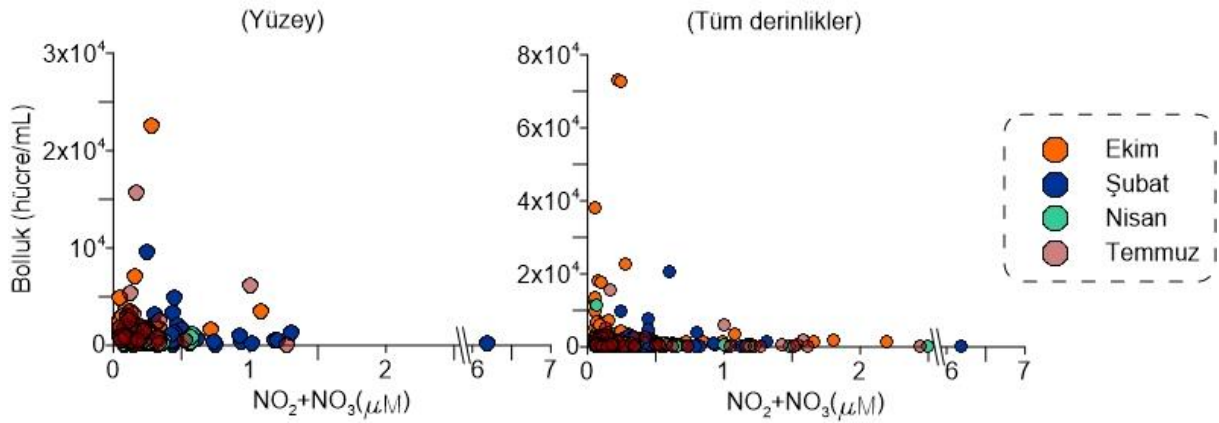 (Yüzey)
3x10⁴
2x10⁴
10⁴
0
Bolluk (hücre/mL)
0 1 2 6 7
NO₂+NO₃(μM)
(Tüm derinlikler)
8x10⁴
6x10⁴
4x10⁴
2x10⁴
0
0 1 2 6 7
NO₂+NO₃(μM)
Ekim
Şubat
Nisan
Temmuz